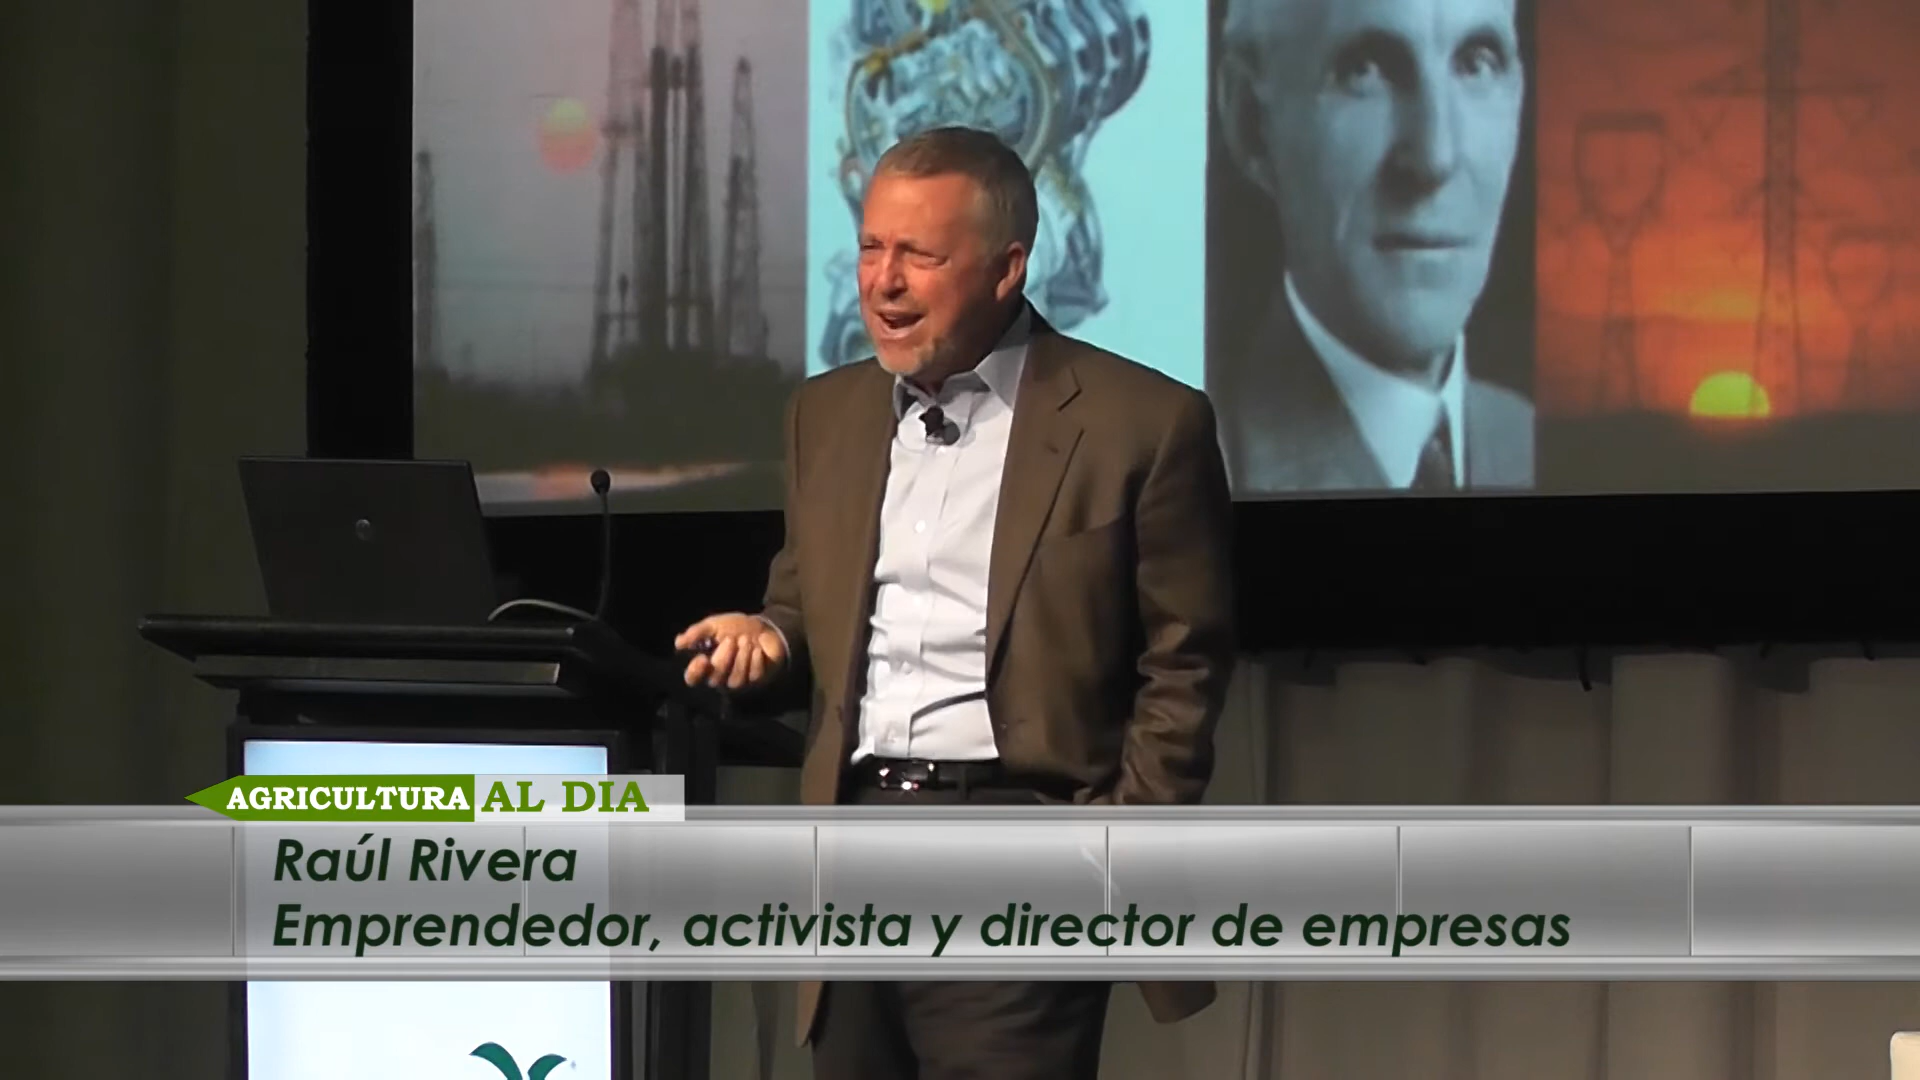 AGRICULTURA AL DIA
Raúl Rivera
Emprendedor, activista y director de empresas